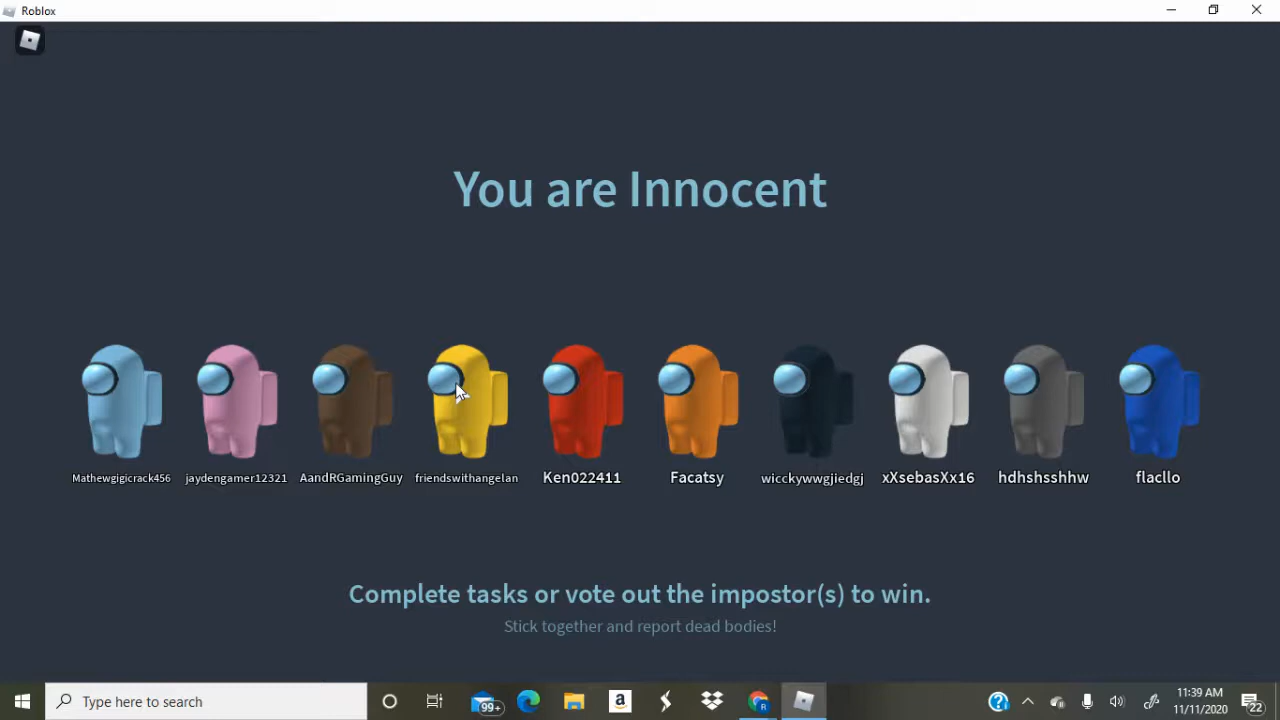 Roblox
You are Innocent
Mathewgigicrack456 jaydengamer12321 AandRGamingGuy friendswithangelan Ken022411 Facatsy wicckywwgjiedgj xXsebasXx16 hdhshsshhw flacllo
Complete tasks or vote out the impostor(s) to win.
Stick together and report dead bodies!
Type here to search
99+
a
R
?
11:39 AM
11/11/2020
22